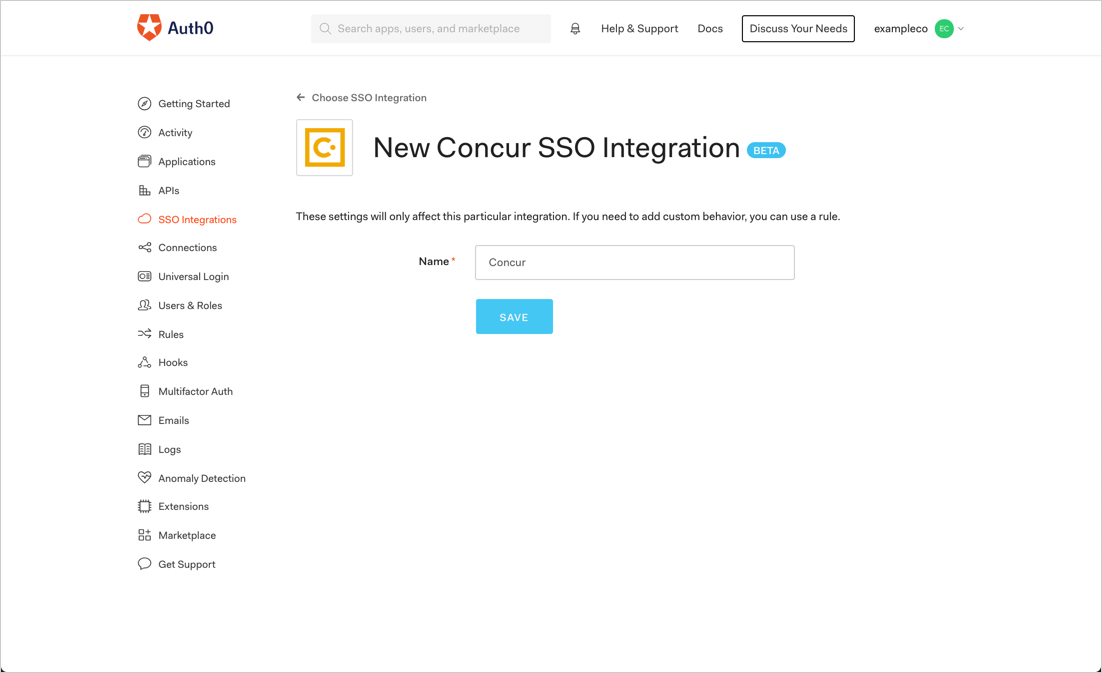 Auth0
Search apps, users, and marketplace
Help & Support
Docs
Discuss Your Needs
exampleco
EC
Getting Started
Activity
Applications
APIs
SSO Integrations
Connections
Universal Login
Users & Roles
Rules
Hooks
Multifactor Auth
Emails
Logs
Anomaly Detection
Extensions
Marketplace
Get Support
Choose SSO Integration
New Concur SSO Integration BETA
These settings will only affect this particular integration. If you need to add custom behavior, you can use a rule.
Name *
Concur
SAVE